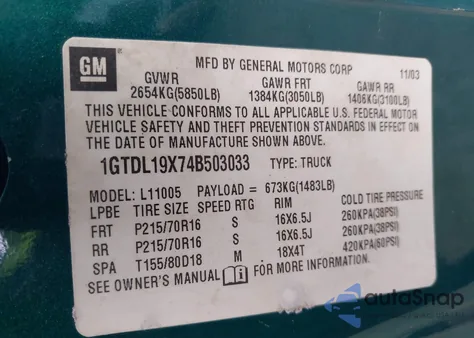 GM
MFD BY GENERAL MOTORS CORP 11/03
GVWR GAWR FRT GAWR RR
2654KG(5850LB) 1384KG(3050LB) 1406KG(3100LB)
THIS VEHICLE CONFORMS TO ALL APPLICABLE U.S. FEDERAL MOTOR
VEHICLE SAFETY AND THEFT PREVENTION STANDARDS IN EFFECT ON
THE DATE OF MANUFACTURE SHOWN ABOVE.
1GTDL19X74B503033 TYPE: TRUCK
MODEL: L11005 PAYLOAD = 673KG(1483LB)
LPBE TIRE SIZE SPEED RTG RIM COLD TIRE PRESSURE
FRT P215/70R16 S 16X6.5J 260KPA(38PSI)
RR P215/70R16 S 16X6.5J 260KPA(38PSI)
SPA T155/80D18 M 18X4T 420KPA(60PSI)
SEE OWNER'S MANUAL FOR MORE INFORMATION.
autoSnap